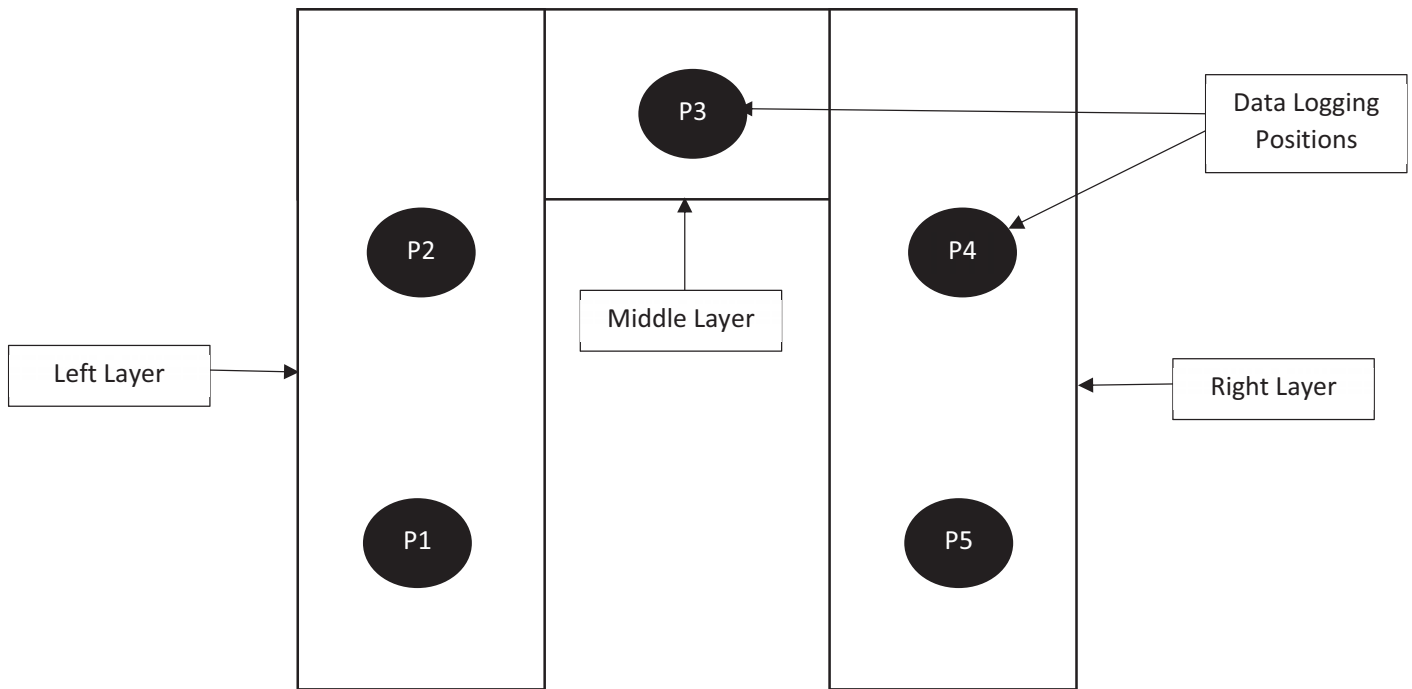 P3
Data Logging
Positions
P2
P4
Middle Layer
Left Layer
Right Layer
P1
P5